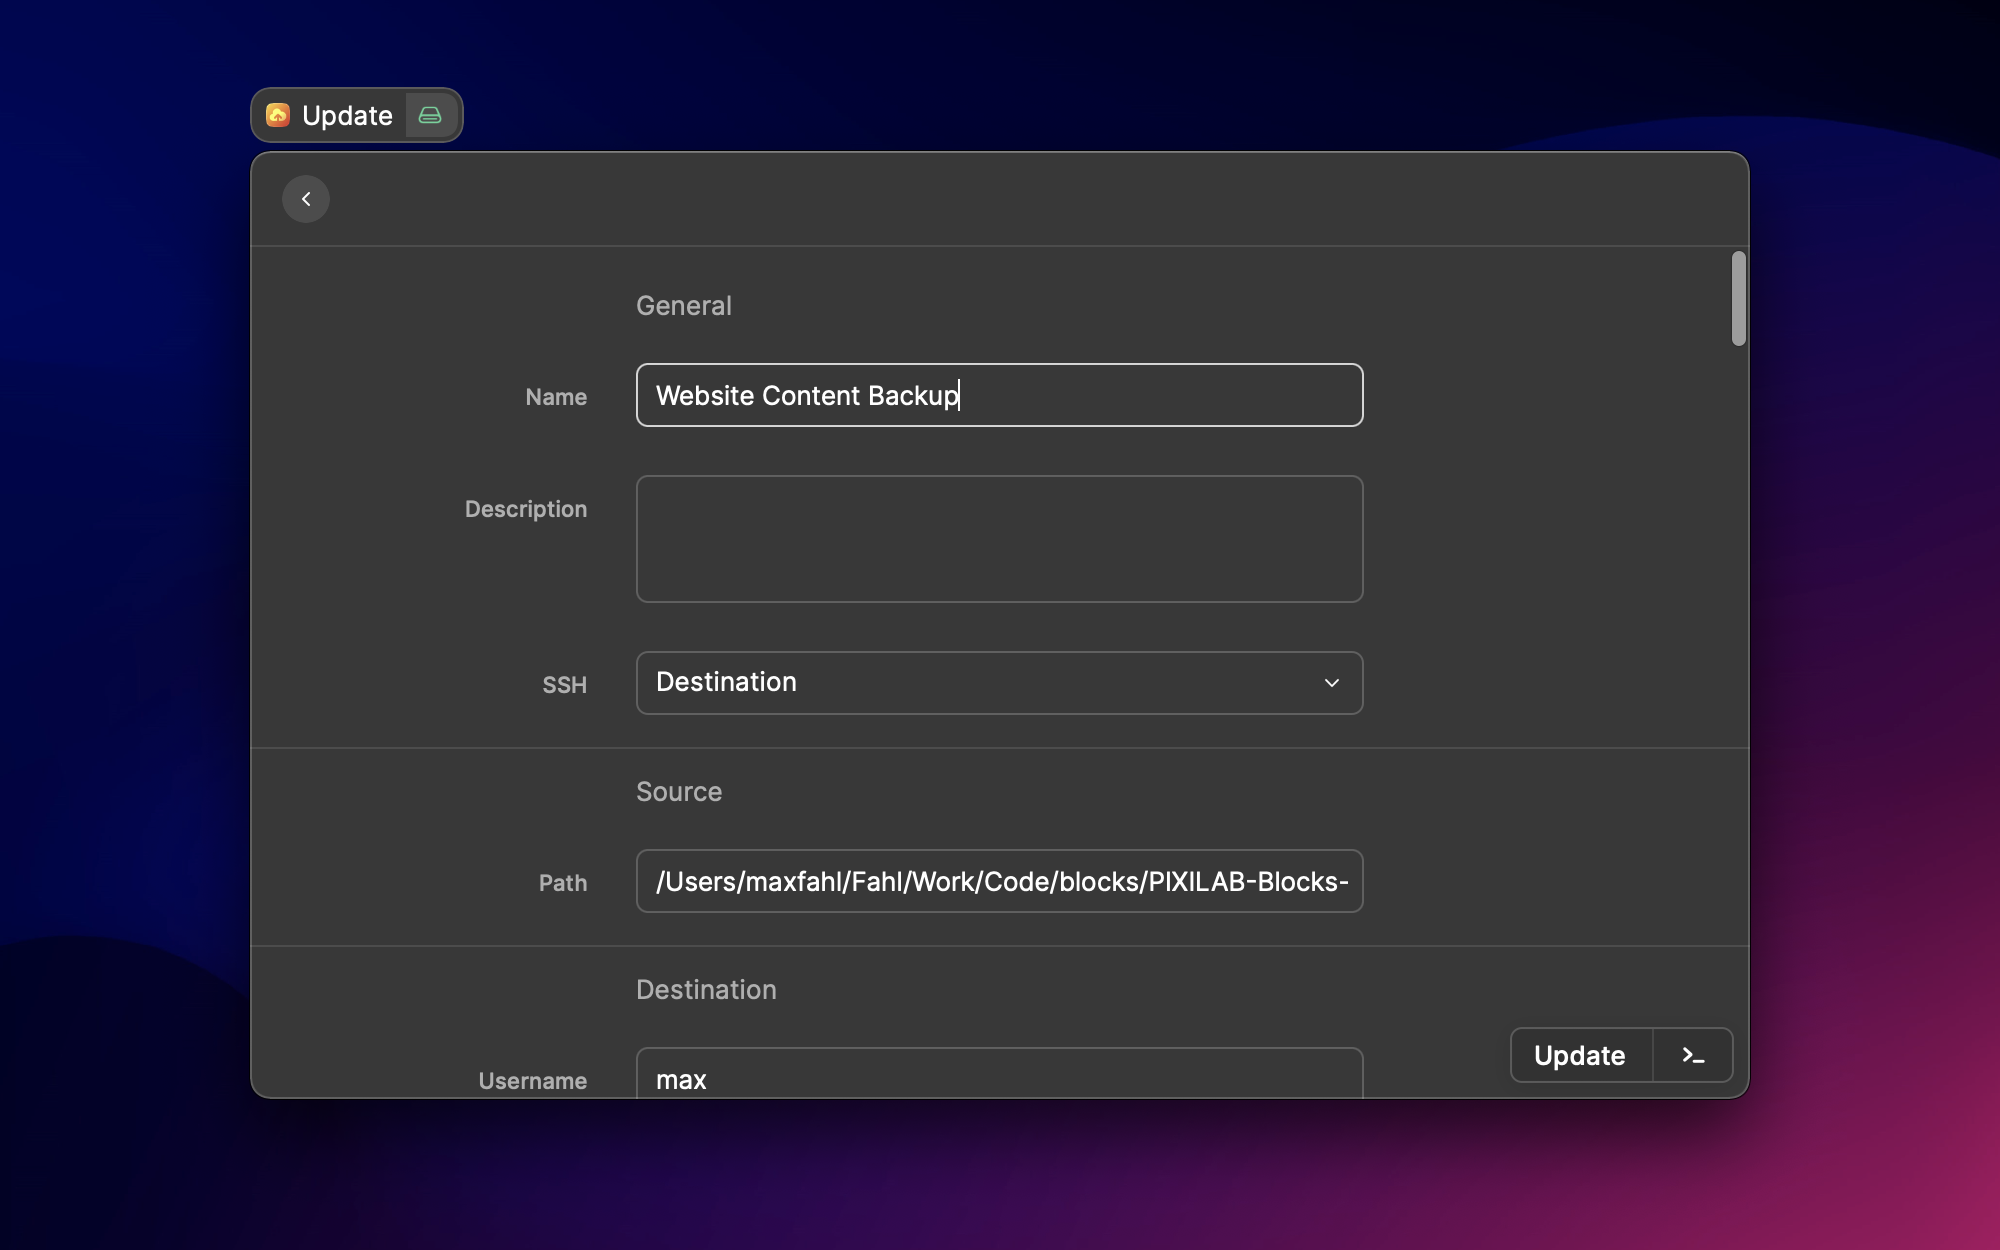 Update
General
Name
Website Content Backup
Description
SSH
Destination
Source
Path
/Users/maxfahl/Fahl/Work/Code/blocks/PIXILAB-Blocks-
Destination
Username
max
Update